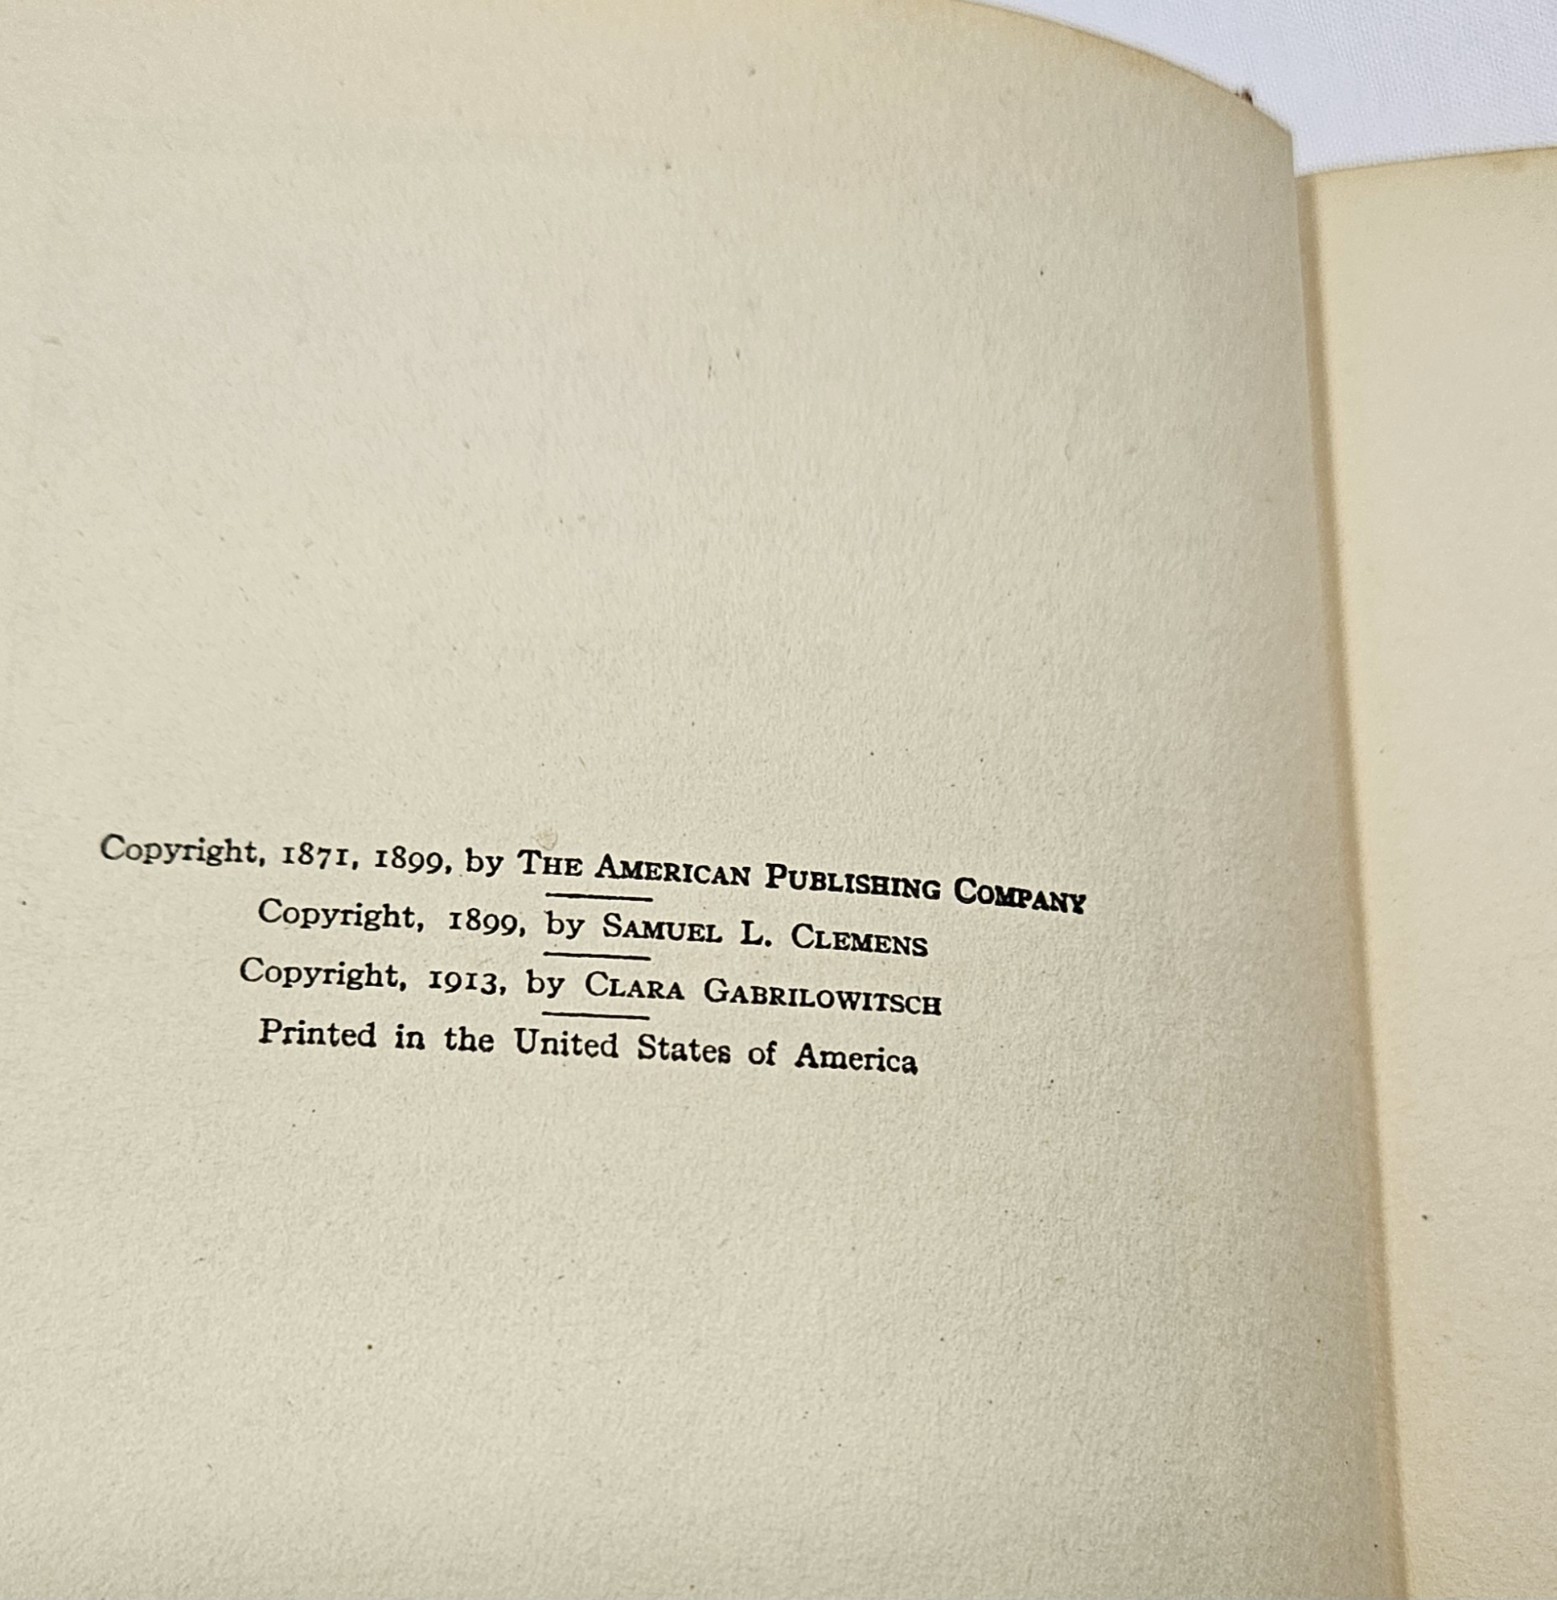 Copyright, 1871, 1899, by THE AMERICAN PUBLISHING COMPANY
Copyright, 1899, by SAMUEL L. CLEMENS
Copyright, 1913, by CLARA GABRILOWITSCH
Printed in the United States of America